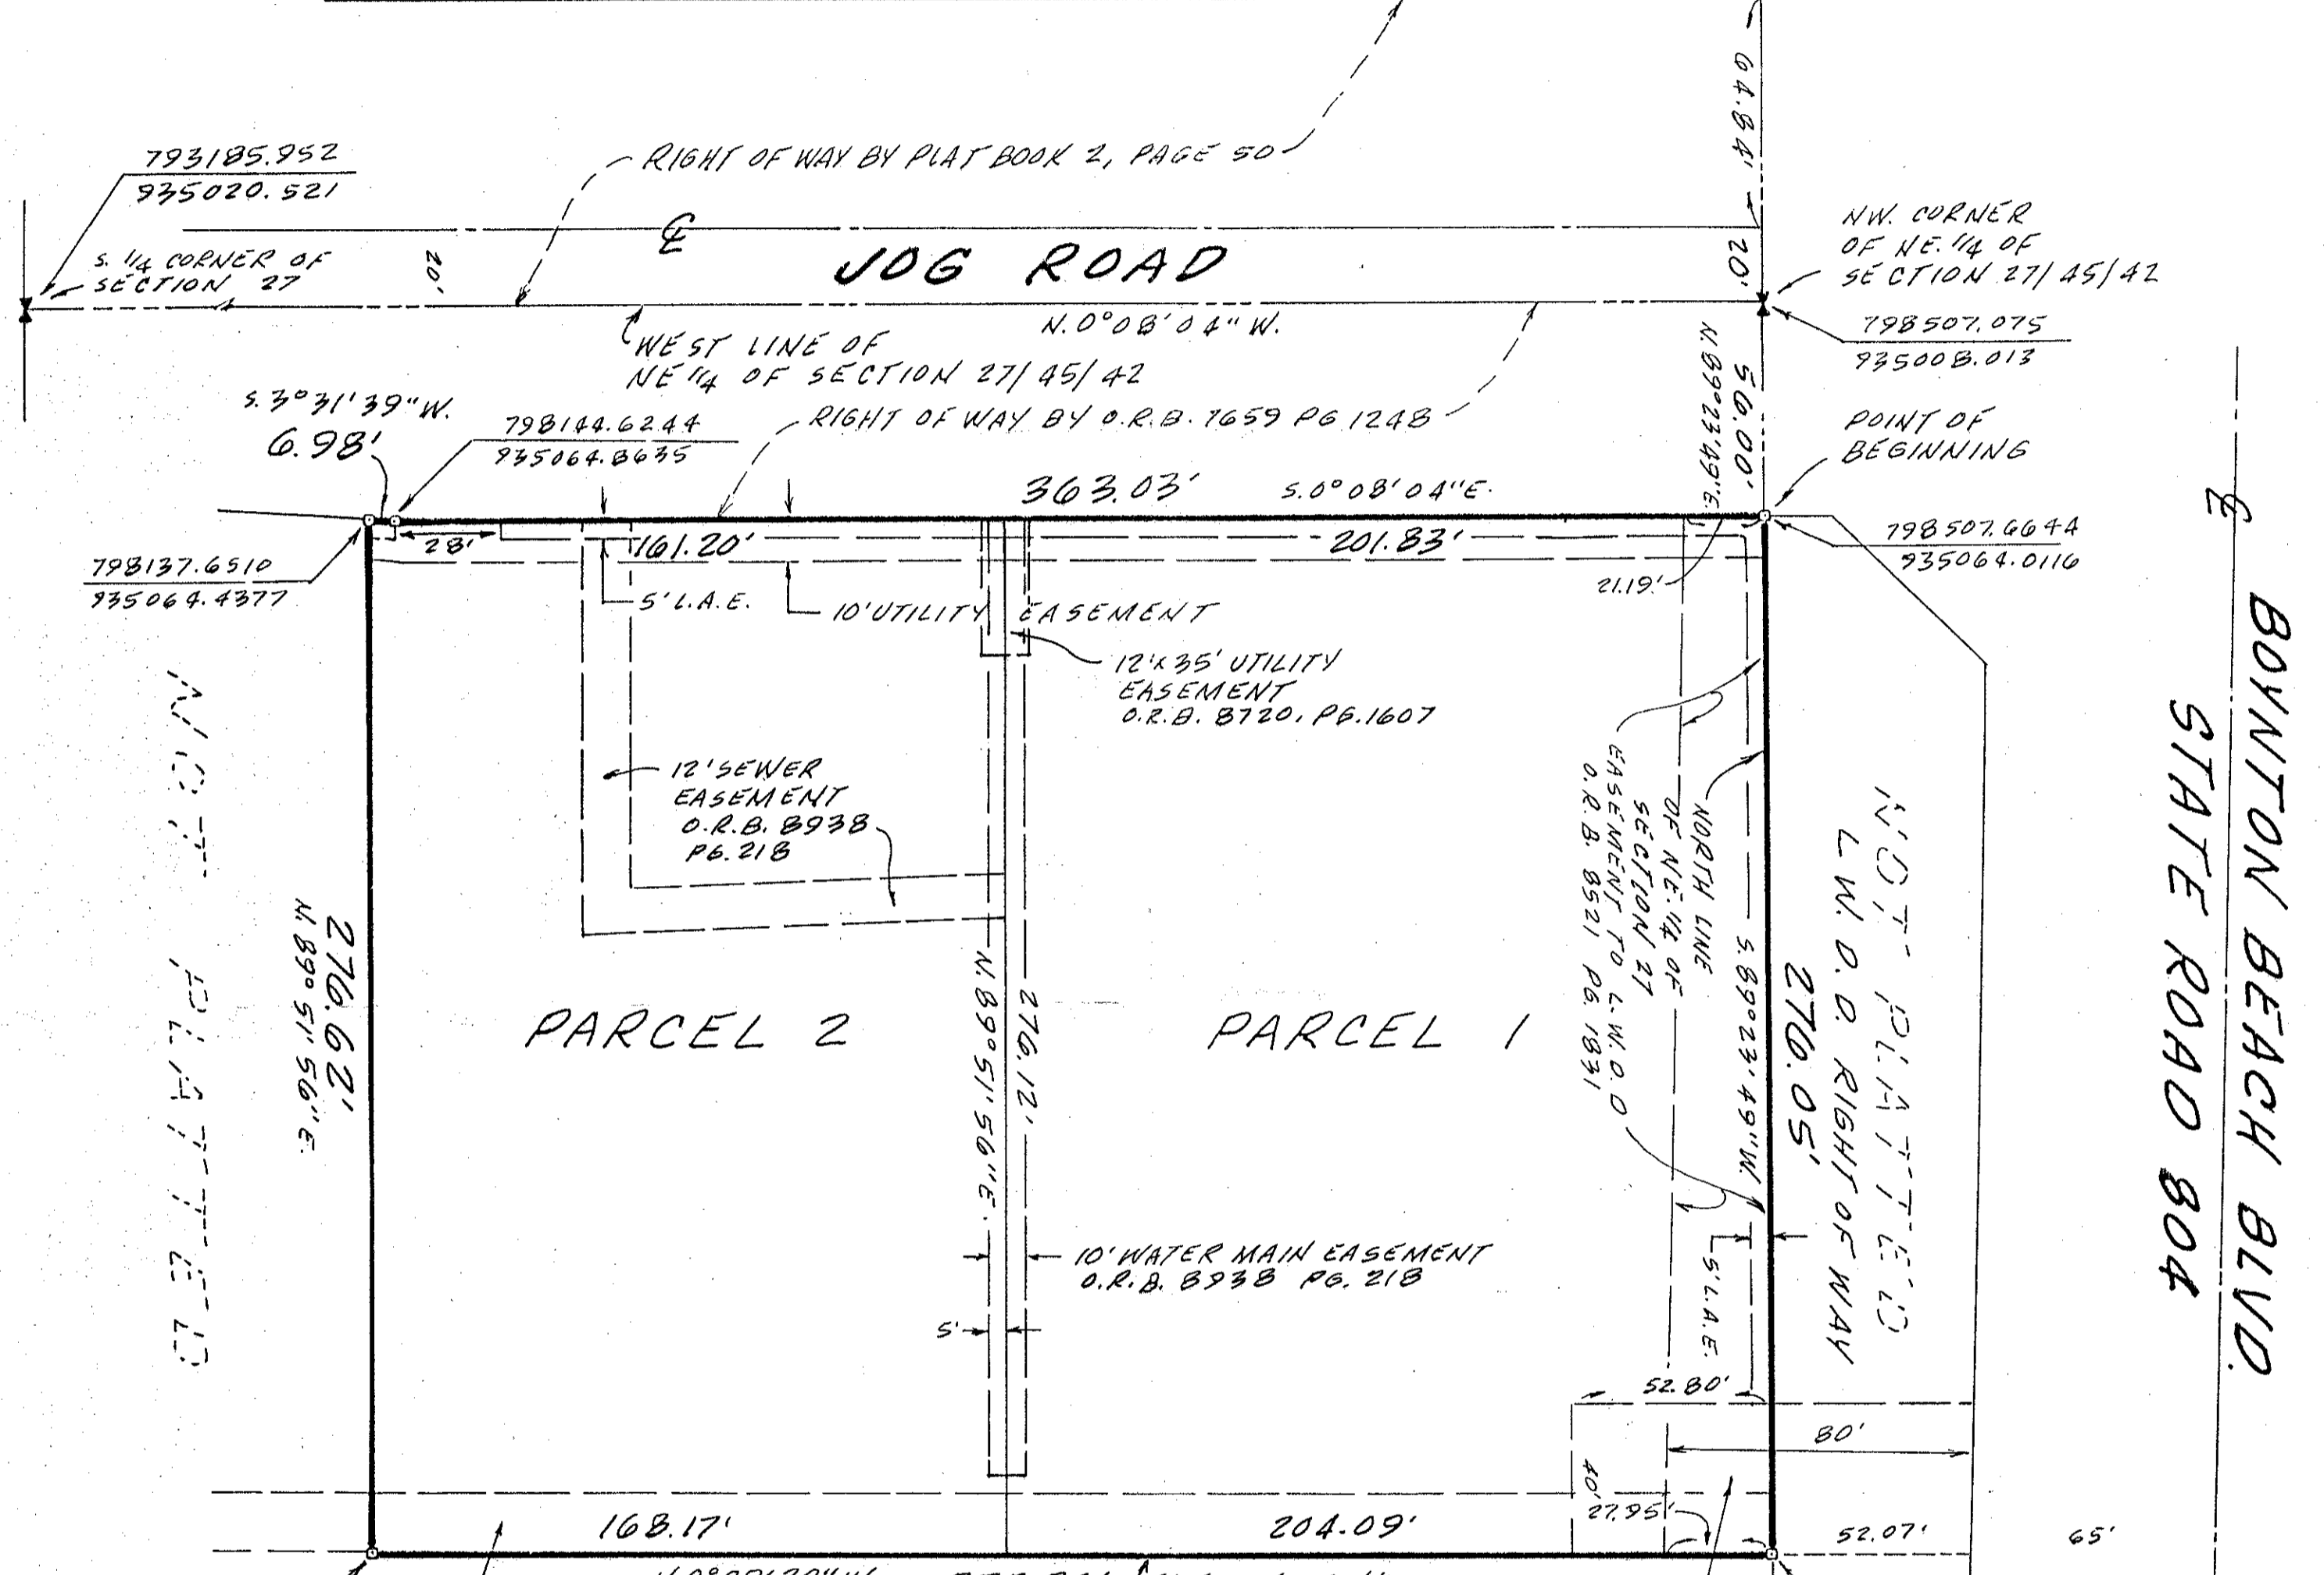 64.84'
793185.952
935020.521
RIGHT OF WAY BY PLAT BOOK 2, PAGE 50
S. 1/4 CORNER OF
SECTION 27
20'
℄
JOG ROAD
20'
NW. CORNER
OF NE. 1/4 OF
SECTION 27/45/42
N. 0°08'04" W.
798507.075
935008.013
WEST LINE OF
NE 1/4 OF SECTION 27/45/42
N. 89°23'49" E.
56.00'
S. 3°31'39" W.
6.98'
798144.6244
935064.8635
RIGHT OF WAY BY O.R.B. 7659 PG 1248
POINT OF
BEGINNING
363.03'
S. 0°08'04" E.
℄
798507.6644
935064.0116
28'
161.20'
201.83'
798137.6510
935064.4377
21.19'
5' L.A.E.
10' UTILITY EASEMENT
12'x35' UTILITY
EASEMENT
O.R.B. 8720, PG. 1607
12' SEWER
EASEMENT
O.R.B. 8938
PG. 218
NORTH LINE
OF NE. 1/4 OF
SECTION 27
EASEMENT TO L.W.D.D
O.R.B. 8521 PG. 1831
S. 89°23'49" W.
276.05'
NOT PLATTED
L.W.D.D. RIGHT OF WAY
BOYNTON BEACH BLVD.
STATE ROAD 804
NOT PLATTED
276.62'
N. 89°51'56" E.
PARCEL 2
N. 89°51'56" E.
276.12'
PARCEL 1
10' WATER MAIN EASEMENT
O.R.B. 8938 PG. 218
5'
5' L.A.E.
52.80'
80'
40'
27.95'
168.17'
204.09'
52.07'
65'